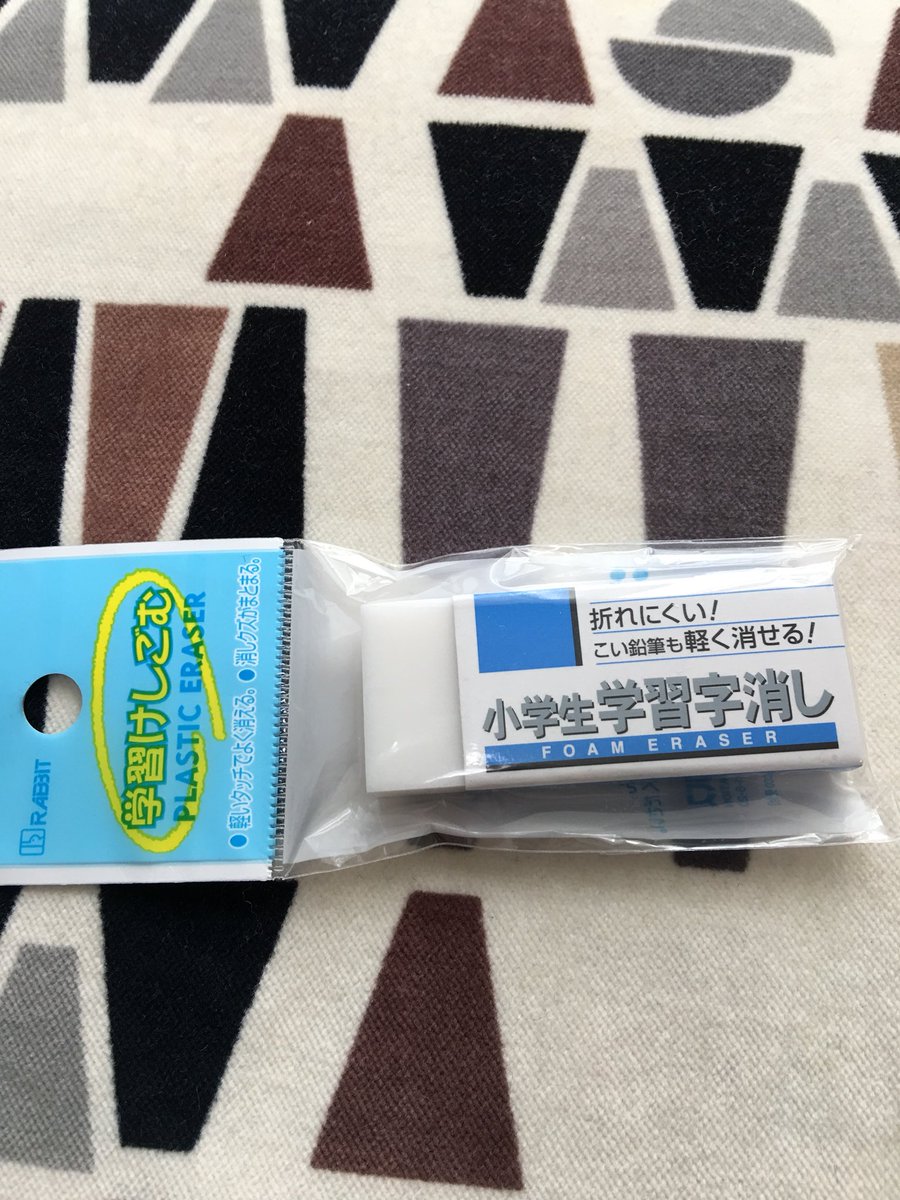 学習けしごむ
PLASTIC ERASER
●軽いタッチでよく消える。●消しクズがまとまる。
RABBIT
折れにくい!
こい鉛筆も軽く消せる!
小学生学習字消し
FOAM ERASER